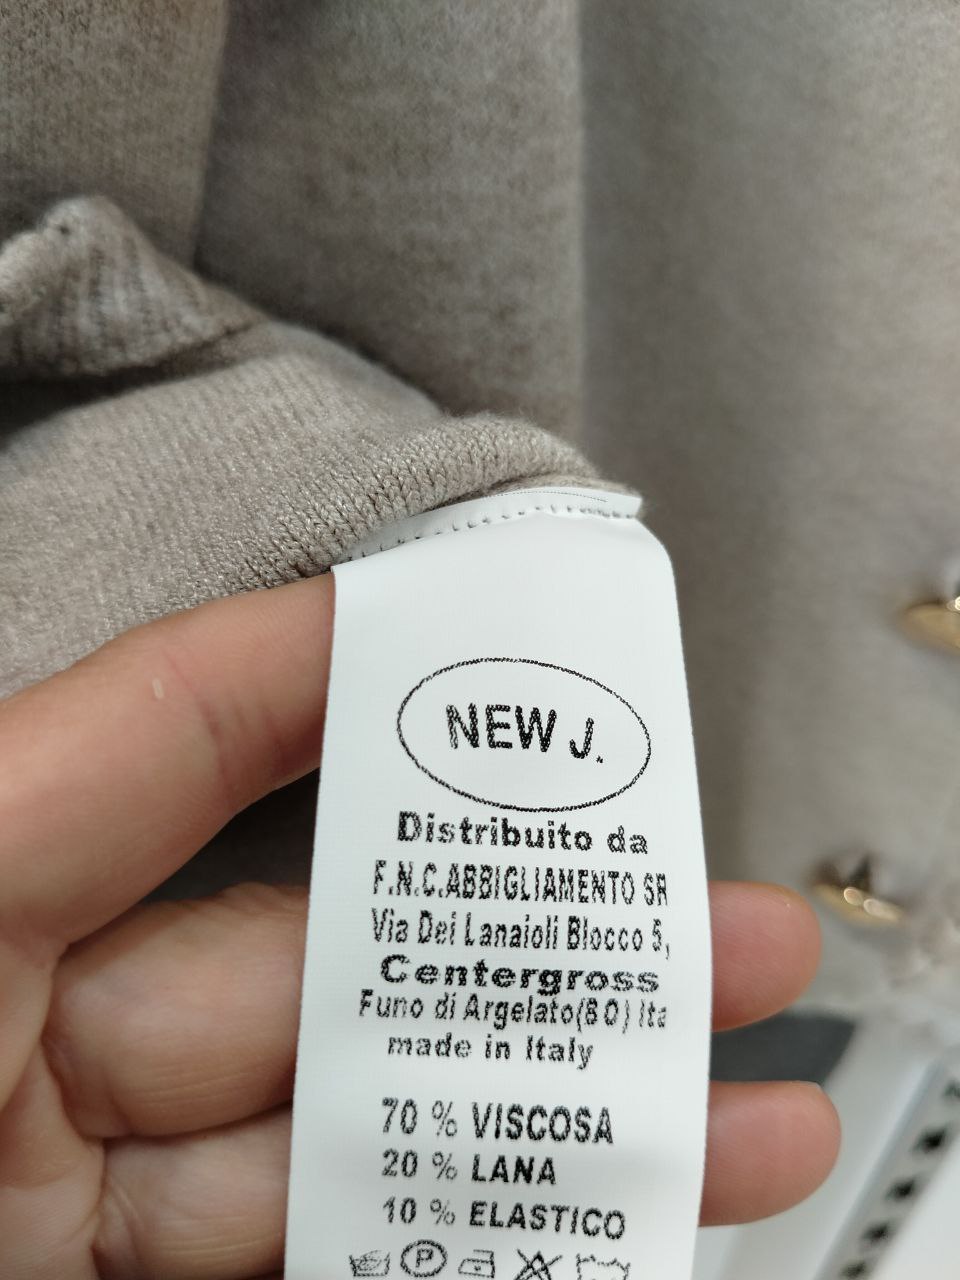 NEW J.
Distribuito da
F.N.C.ABBIGLIAMENTO SR
Via Dei Lanaioli Blocco 5,
Centergross
Funo di Argelato(BO) Ita
made in Italy
70 % VISCOSA
20 % LANA
10 % ELASTICO
P